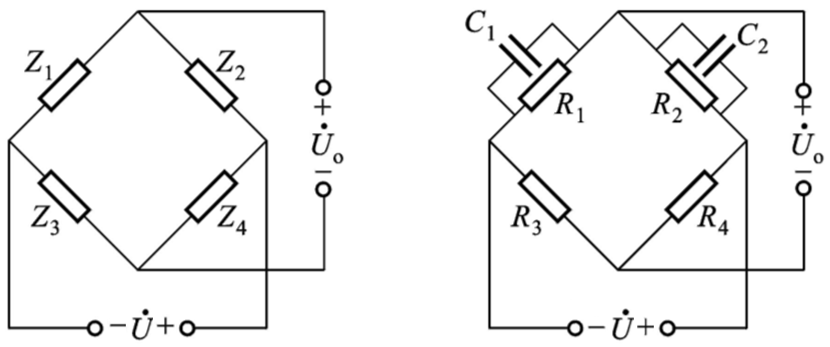 Z₁
Z₂
+
U̇ₒ
−
Z₃
Z₄
− U̇ +
C₁
C₂
R₁
R₂
+
U̇ₒ
−
R₃
R₄
− U̇ +